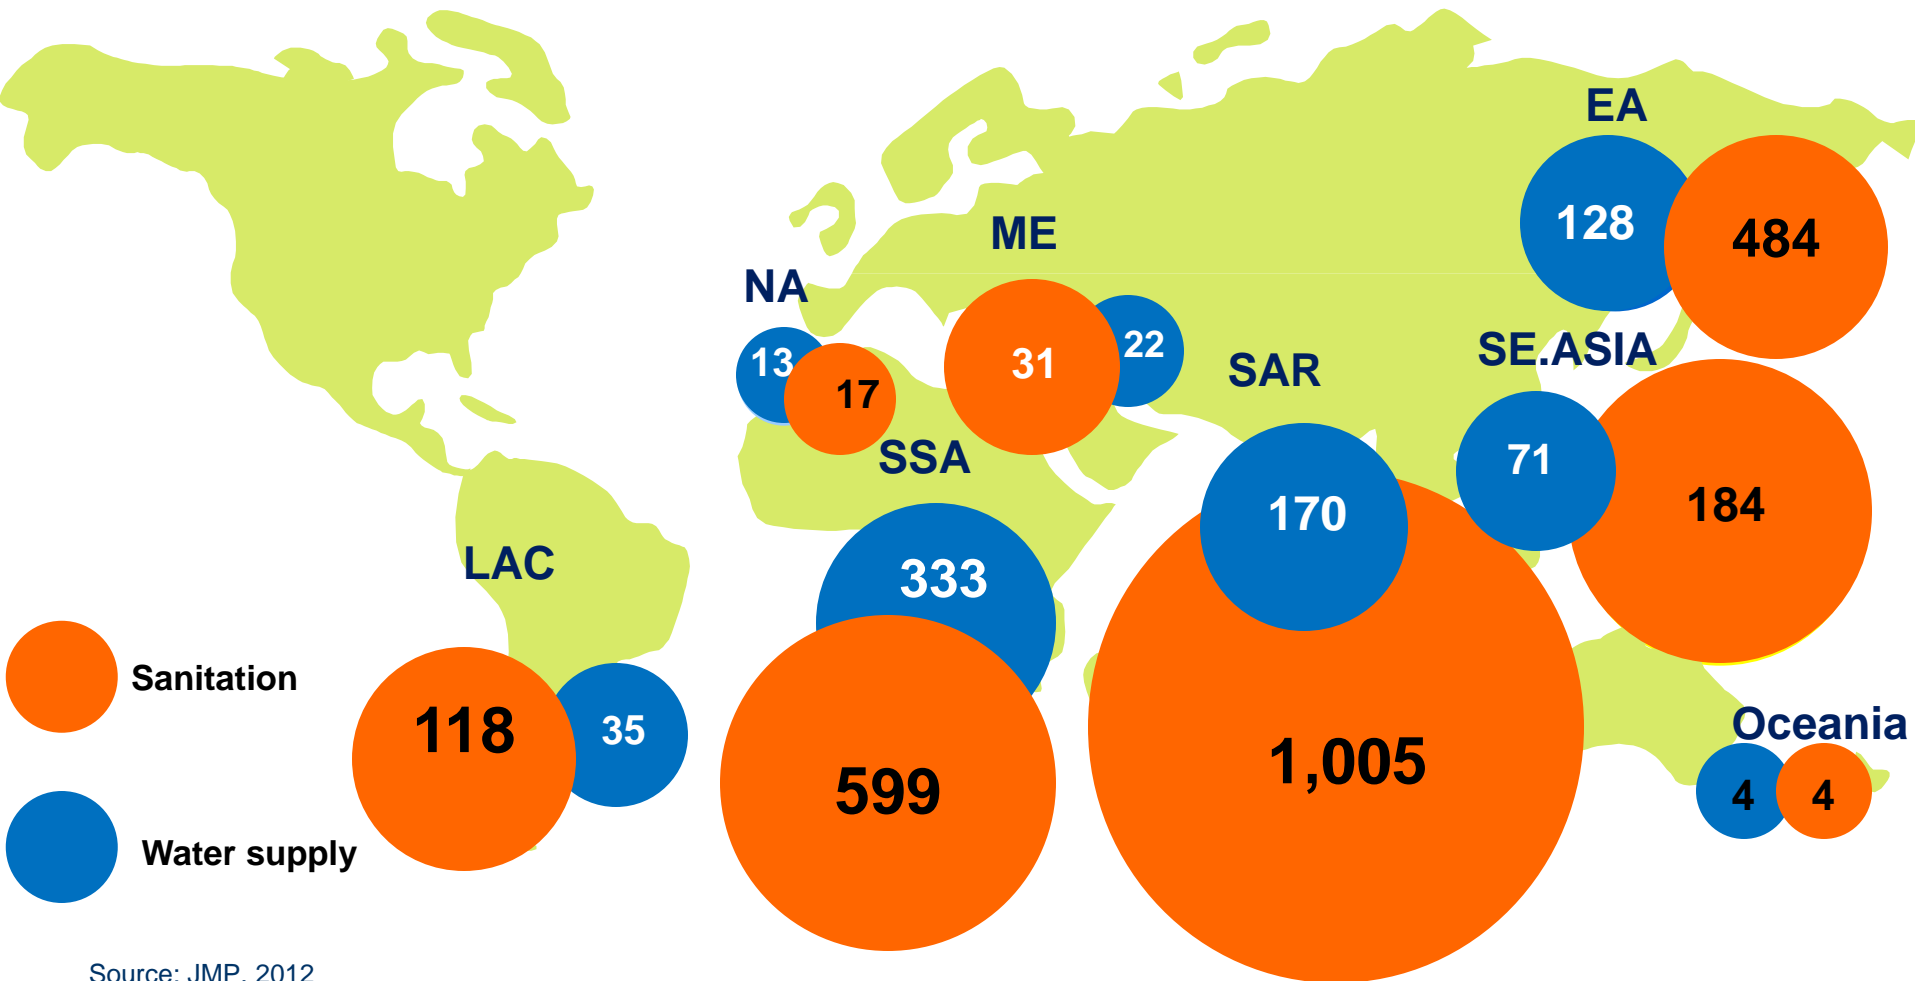 EA
128
484
ME
NA
13
17
31
22
SAR
SE.ASIA
71
184
SSA
170
LAC
333
Sanitation
118
35
599
1,005
Oceania
4
4
Water supply
Source: JMP, 2012